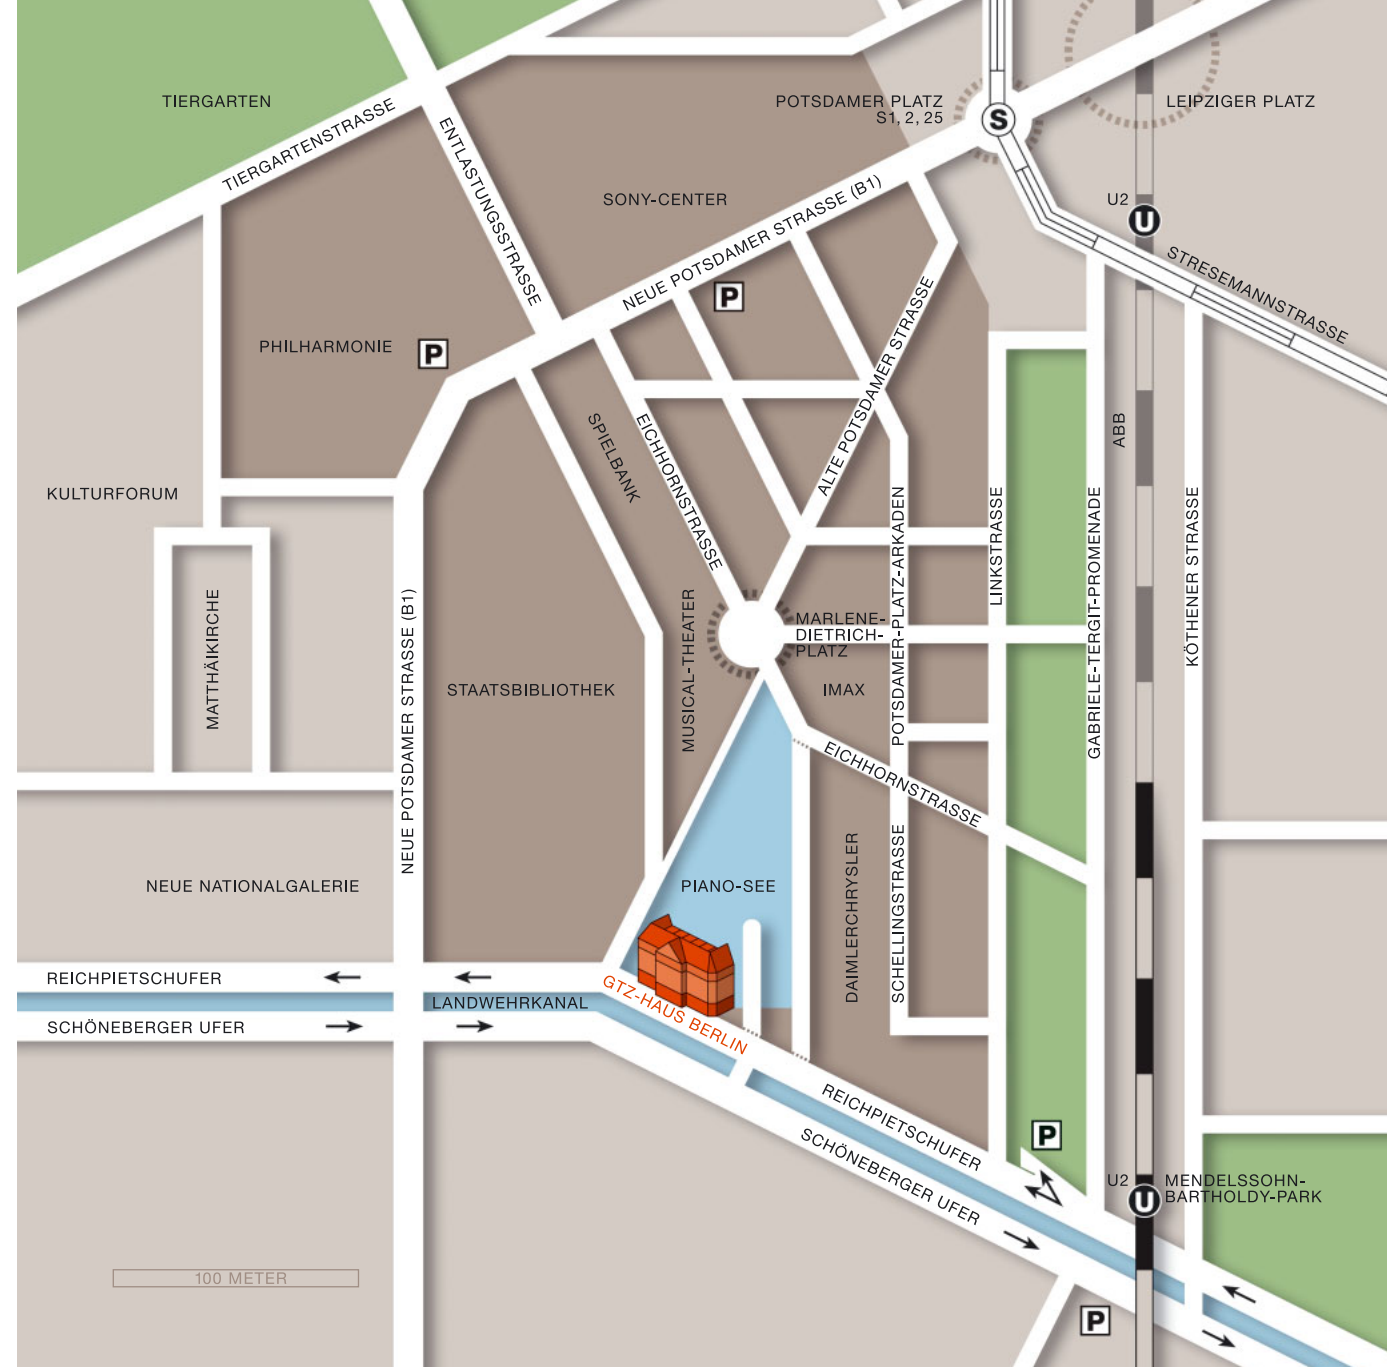 TIERGARTEN
TIERGARTENSTRASSE
ENTLASTUNGSSTRASSE
POTSDAMER PLATZ
S1, 2, 25
S
LEIPZIGER PLATZ
SONY-CENTER
U2
U
NEUE POTSDAMER STRASSE (B1)
P
STRESEMANNSTRASSE
PHILHARMONIE
P
ALTE POTSDAMER STRASSE
SPIELBANK
EICHHORNSTRASSE
ABB
KULTURFORUM
POTSDAMER-PLATZ-ARKADEN
LINKSTRASSE
GABRIELE-TERGIT-PROMENADE
KÖTHENER STRASSE
MATTHÄIKIRCHE
NEUE POTSDAMER STRASSE (B1)
STAATSBIBLIOTHEK
MUSICAL-THEATER
MARLENE-
DIETRICH-
PLATZ
IMAX
EICHHORNSTRASSE
NEUE NATIONALGALERIE
PIANO-SEE
DAIMLERCHRYSLER
SCHELLINGSTRASSE
REICHPIETSCHUFER
LANDWEHRKANAL
SCHÖNEBERGER UFER
GTZ-HAUS BERLIN
REICHPIETSCHUFER
SCHÖNEBERGER UFER
P
U2
U
MENDELSSOHN-
BARTHOLDY-PARK
100 METER
P